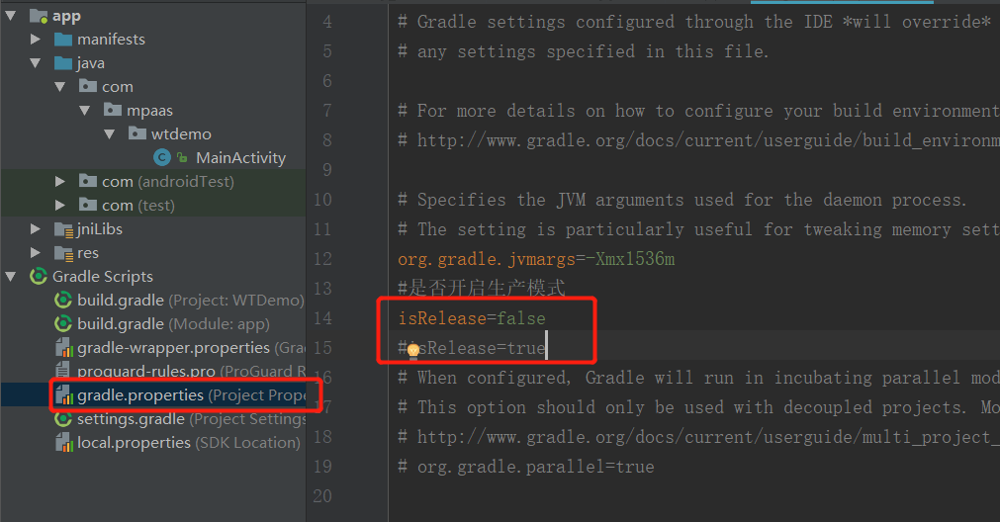 app
manifests
java
com
mpaas
wtdemo
MainActivity
com (androidTest)
com (test)
jniLibs
res
Gradle Scripts
build.gradle (Project: WTDemo)
build.gradle (Module: app)
gradle-wrapper.properties (Gra
proguard-rules.pro (ProGuard R
gradle.properties (Project Prope
settings.gradle (Project Settings
local.properties (SDK Location)
4 # Gradle settings configured through the IDE *will override*
5 # any settings specified in this file.
6
7 # For more details on how to configure your build environment
8 # http://www.gradle.org/docs/current/userguide/build_environm
9
10 # Specifies the JVM arguments used for the daemon process.
11 # The setting is particularly useful for tweaking memory sett
12 org.gradle.jvmargs=-Xmx1536m
13 #是否开启生产模式
14 isRelease=false
15 #isRelease=true
16 # When configured, Gradle will run in incubating parallel mod
17 # This option should only be used with decoupled projects. Mo
18 # http://www.gradle.org/docs/current/userguide/multi_project_
19 # org.gradle.parallel=true
20